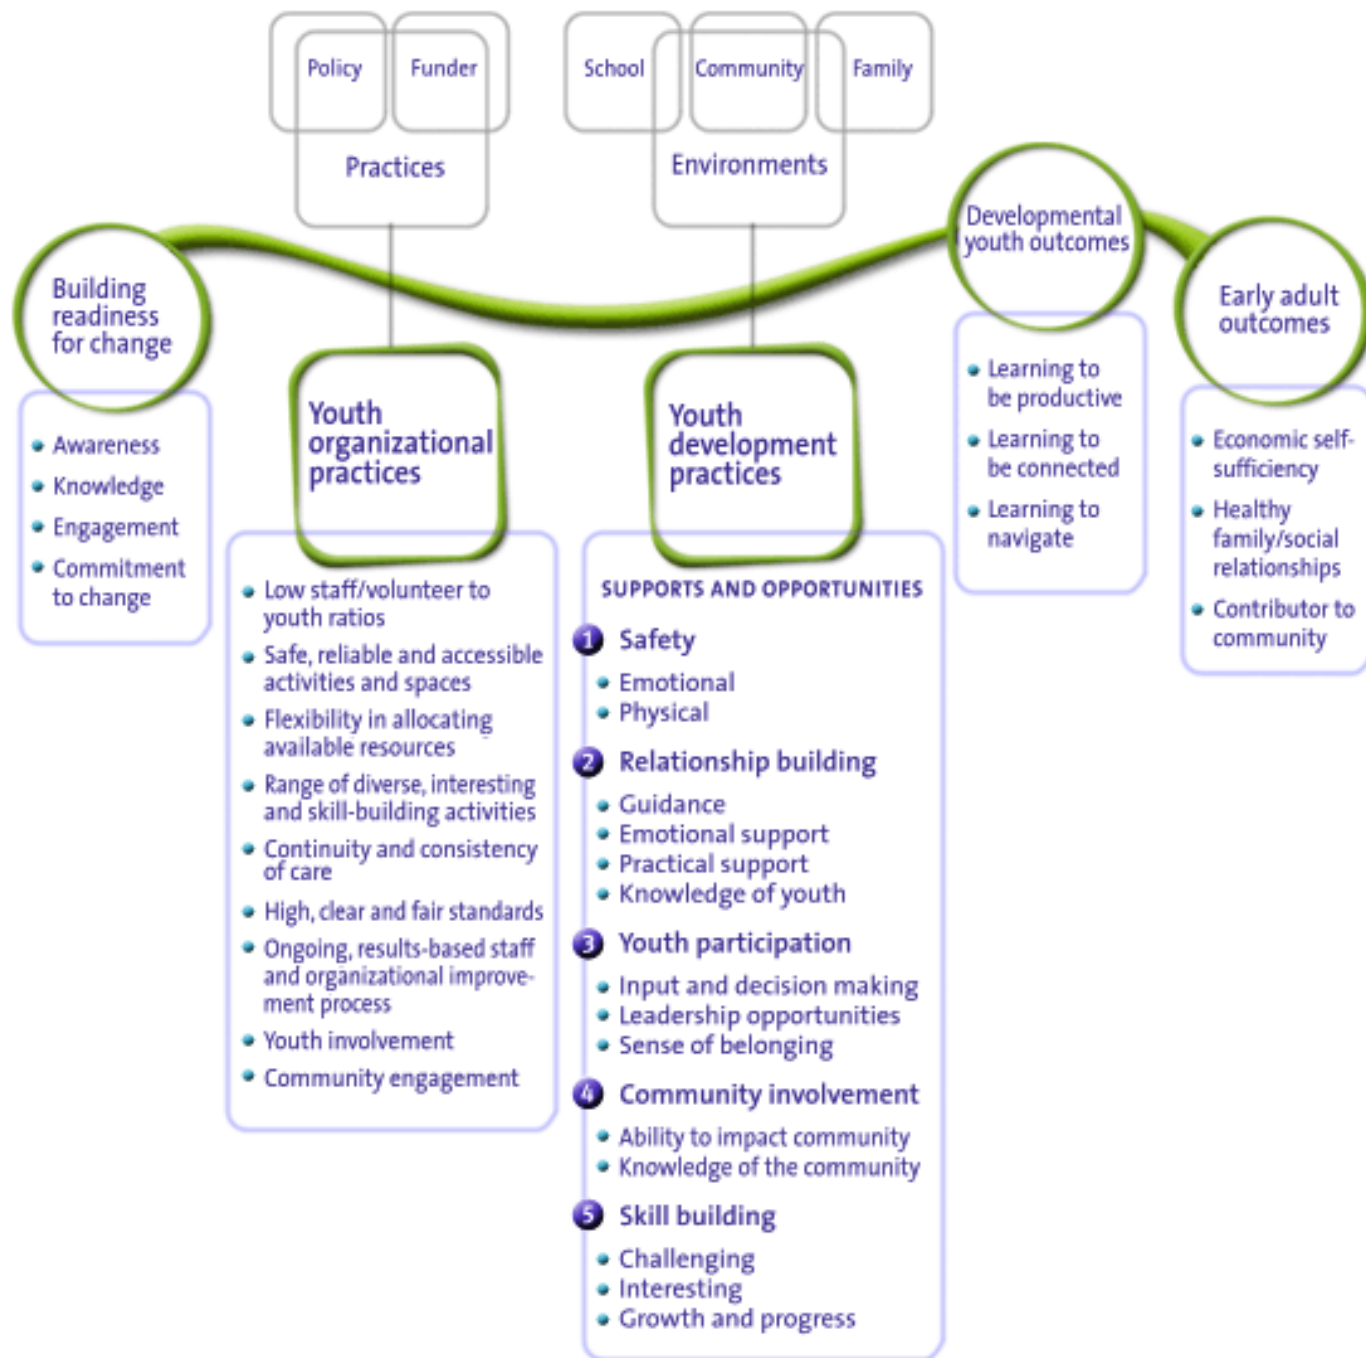 Policy
Funder
Practices
School
Community
Family
Environments
Building
readiness
for change
Awareness
Knowledge
Engagement
Commitment
to change
Youth
organizational
practices
Low staff/volunteer to
youth ratios
Safe, reliable and accessible
activities and spaces
Flexibility in allocating
available resources
Range of diverse, interesting
and skill-building activities
Continuity and consistency
of care
High, clear and fair standards
Ongoing, results-based staff
and organizational improve-
ment process
Youth involvement
Community engagement
Youth
development
practices
SUPPORTS AND OPPORTUNITIES
1 Safety
Emotional
Physical
2 Relationship building
Guidance
Emotional support
Practical support
Knowledge of youth
3 Youth participation
Input and decision making
Leadership opportunities
Sense of belonging
4 Community involvement
Ability to impact community
Knowledge of the community
5 Skill building
Challenging
Interesting
Growth and progress
Developmental
youth outcomes
Learning to
be productive
Learning to
be connected
Learning to
navigate
Early adult
outcomes
Economic self-
sufficiency
Healthy
family/social
relationships
Contributor to
community